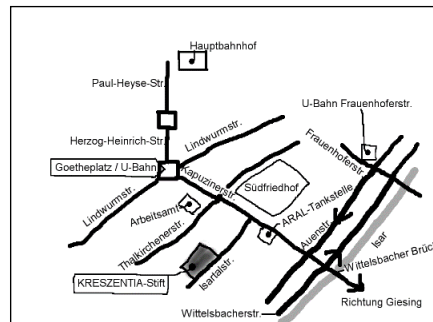 Hauptbahnhof
Paul-Heyse-Str.
U-Bahn Frauenhoferstr.
Herzog-Heinrich-Str.
Lindwurmstr.
Frauenhoferstr.
Goetheplatz / U-Bahn
Kapuzinerstr.
Südfriedhof
Lindwurmstr.
Arbeitsamt
ARAL-Tankstelle
Thalkirchenerstr.
Auenstr.
Isar
KRESZENTIA-Stift
Isartalstr.
Wittelsbacher Brück
Richtung Giesing
Wittelsbacherstr.